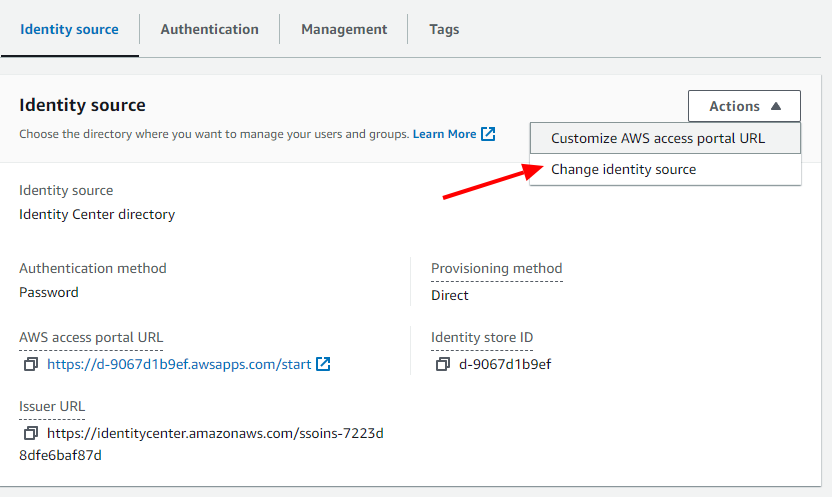 Identity source
Authentication
Management
Tags
Identity source
Actions
Choose the directory where you want to manage your users and groups. Learn More
Customize AWS access portal URL
Change identity source
Identity source
Identity Center directory
Authentication method
Password
Provisioning method
Direct
AWS access portal URL
https://d-9067d1b9ef.awsapps.com/start
Identity store ID
d-9067d1b9ef
Issuer URL
https://identitycenter.amazonaws.com/ssoins-7223d
8dfe6baf87d